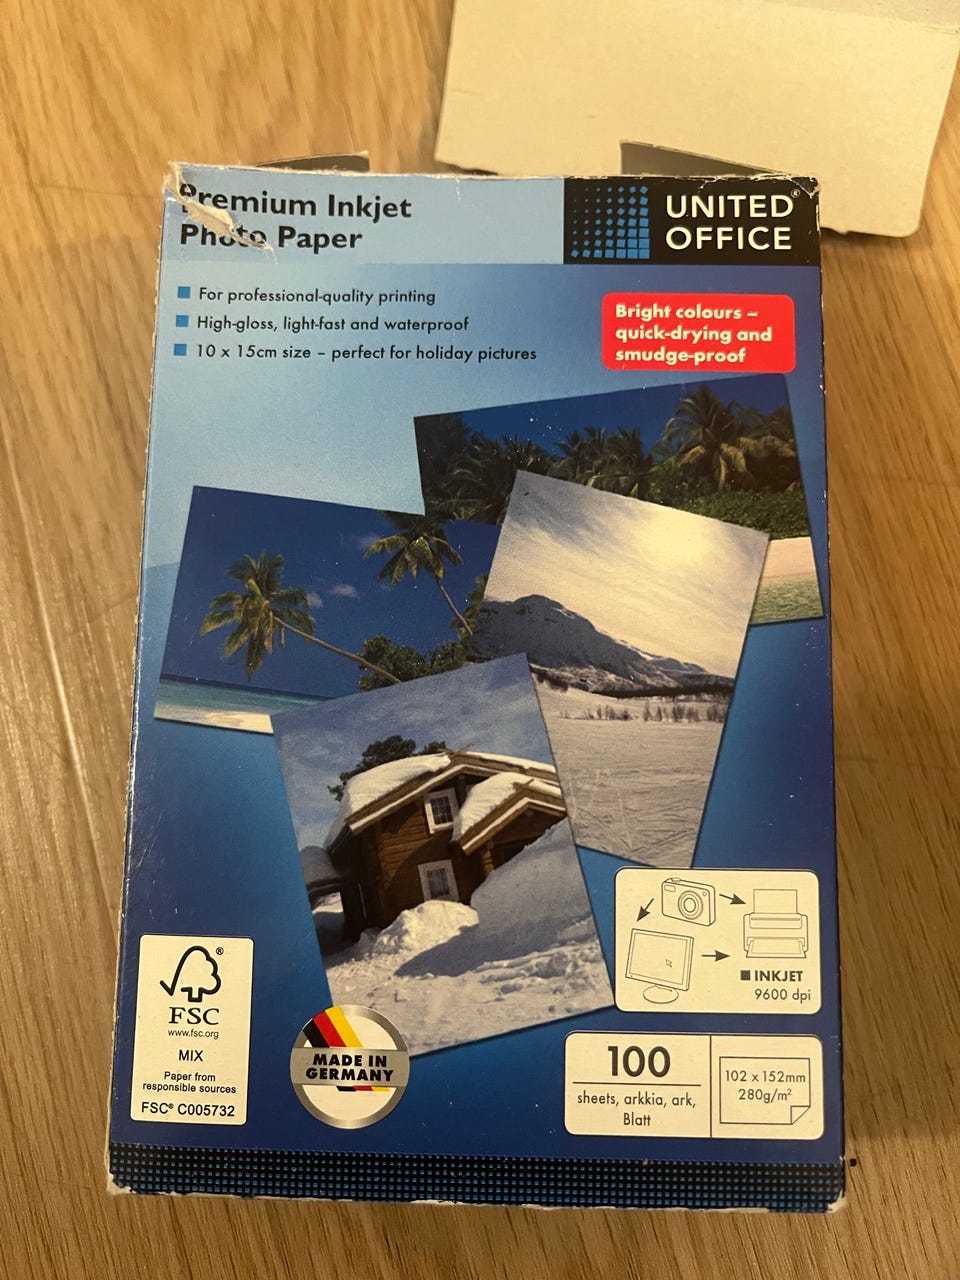 Premium Inkjet
Photo Paper
UNITED®
OFFICE
■ For professional-quality printing
■ High-gloss, light-fast and waterproof
■ 10 x 15cm size – perfect for holiday pictures
Bright colours –
quick-drying and
smudge-proof
■ INKJET
9600 dpi
®
FSC
www.fsc.org
MIX
Paper from
responsible sources
FSC® C005732
MADE IN
GERMANY
100
sheets, arkkia, ark,
Blatt
102 x 152mm
280g/m²